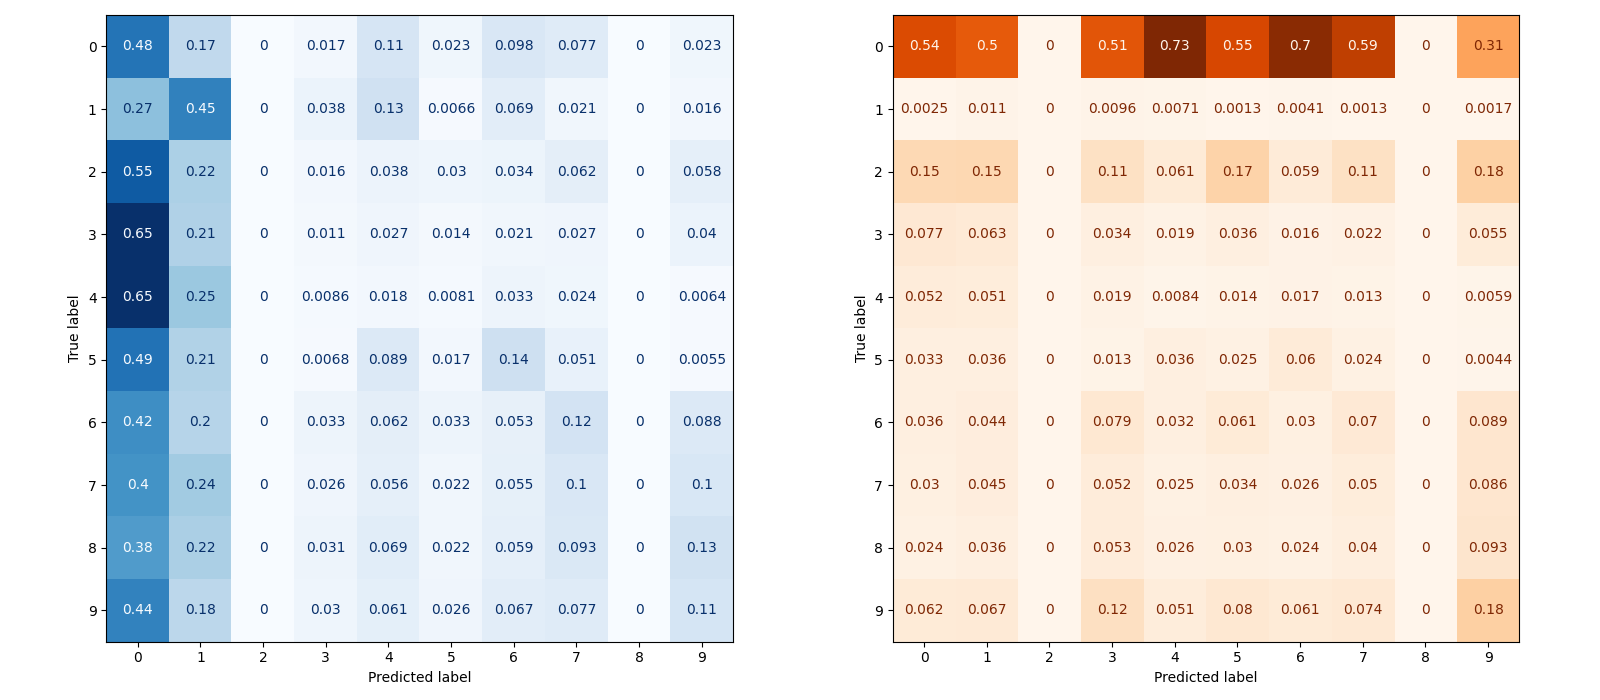 0 0.48 0.17 0 0.017 0.11 0.023 0.098 0.077 0 0.023
1 0.27 0.45 0 0.038 0.13 0.0066 0.069 0.021 0 0.016
2 0.55 0.22 0 0.016 0.038 0.03 0.034 0.062 0 0.058
3 0.65 0.21 0 0.011 0.027 0.014 0.021 0.027 0 0.04
4 0.65 0.25 0 0.0086 0.018 0.0081 0.033 0.024 0 0.0064
5 0.49 0.21 0 0.0068 0.089 0.017 0.14 0.051 0 0.0055
6 0.42 0.2 0 0.033 0.062 0.033 0.053 0.12 0 0.088
7 0.4 0.24 0 0.026 0.056 0.022 0.055 0.1 0 0.1
8 0.38 0.22 0 0.031 0.069 0.022 0.059 0.093 0 0.13
9 0.44 0.18 0 0.03 0.061 0.026 0.067 0.077 0 0.11
0 1 2 3 4 5 6 7 8 9
Predicted label
True label
0 0.54 0.5 0 0.51 0.73 0.55 0.7 0.59 0 0.31
1 0.0025 0.011 0 0.0096 0.0071 0.0013 0.0041 0.0013 0 0.0017
2 0.15 0.15 0 0.11 0.061 0.17 0.059 0.11 0 0.18
3 0.077 0.063 0 0.034 0.019 0.036 0.016 0.022 0 0.055
4 0.052 0.051 0 0.019 0.0084 0.014 0.017 0.013 0 0.0059
5 0.033 0.036 0 0.013 0.036 0.025 0.06 0.024 0 0.0044
6 0.036 0.044 0 0.079 0.032 0.061 0.03 0.07 0 0.089
7 0.03 0.045 0 0.052 0.025 0.034 0.026 0.05 0 0.086
8 0.024 0.036 0 0.053 0.026 0.03 0.024 0.04 0 0.093
9 0.062 0.067 0 0.12 0.051 0.08 0.061 0.074 0 0.18
0 1 2 3 4 5 6 7 8 9
Predicted label
True label